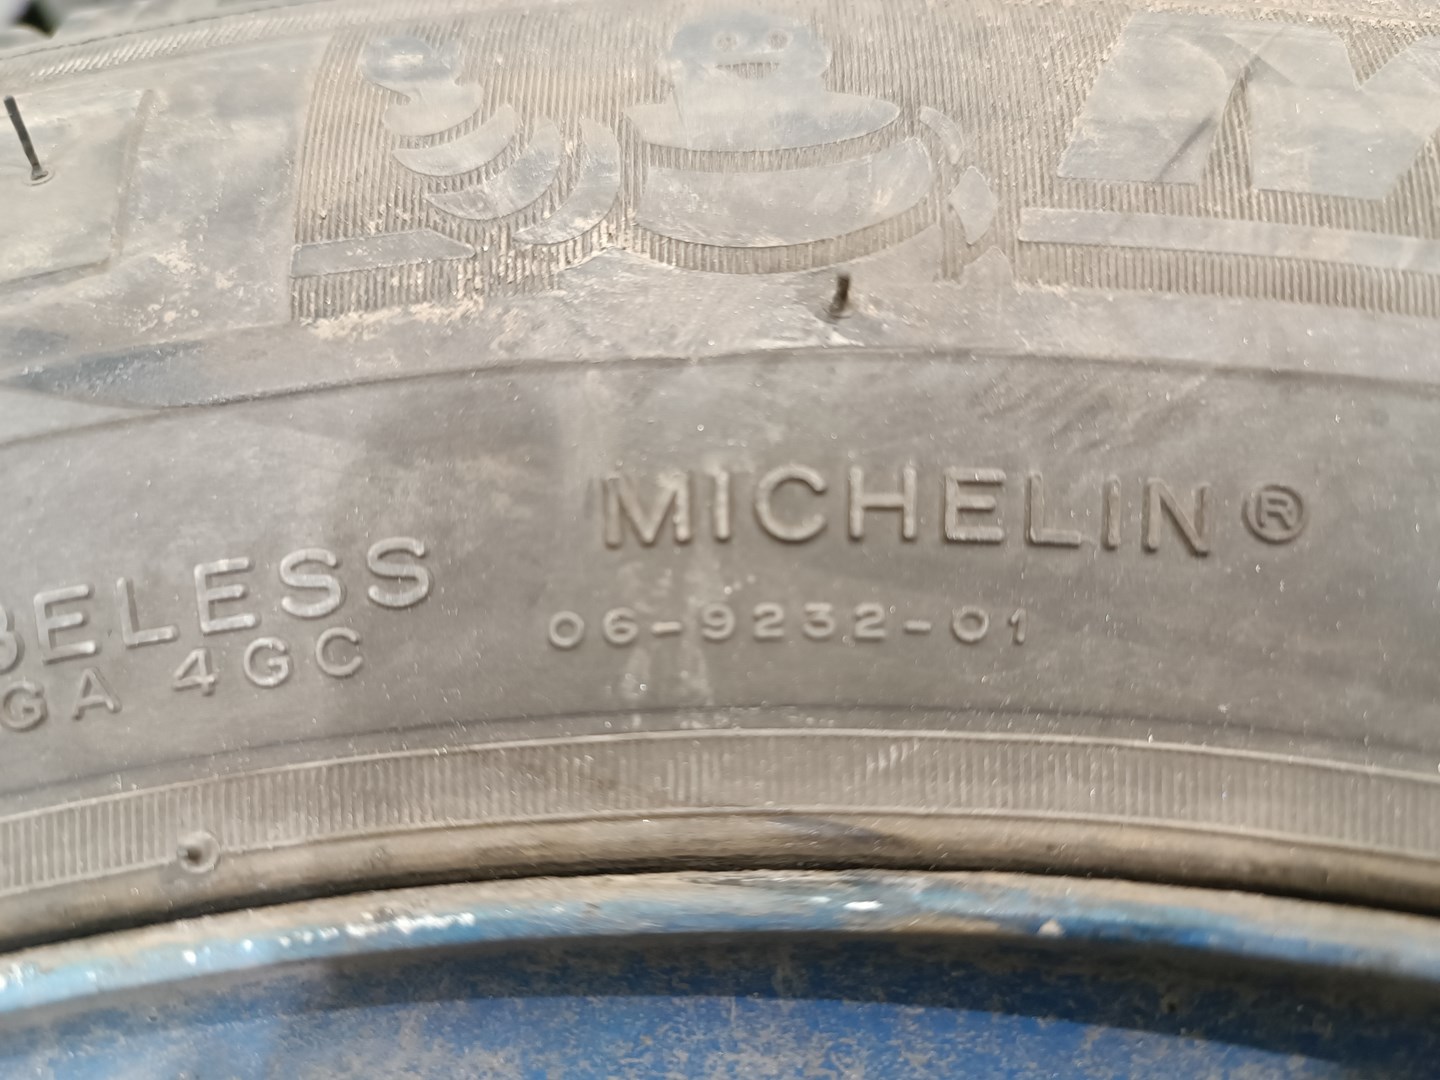 M
MICHELIN®
BELESS
06-9232-01
GA 4GC